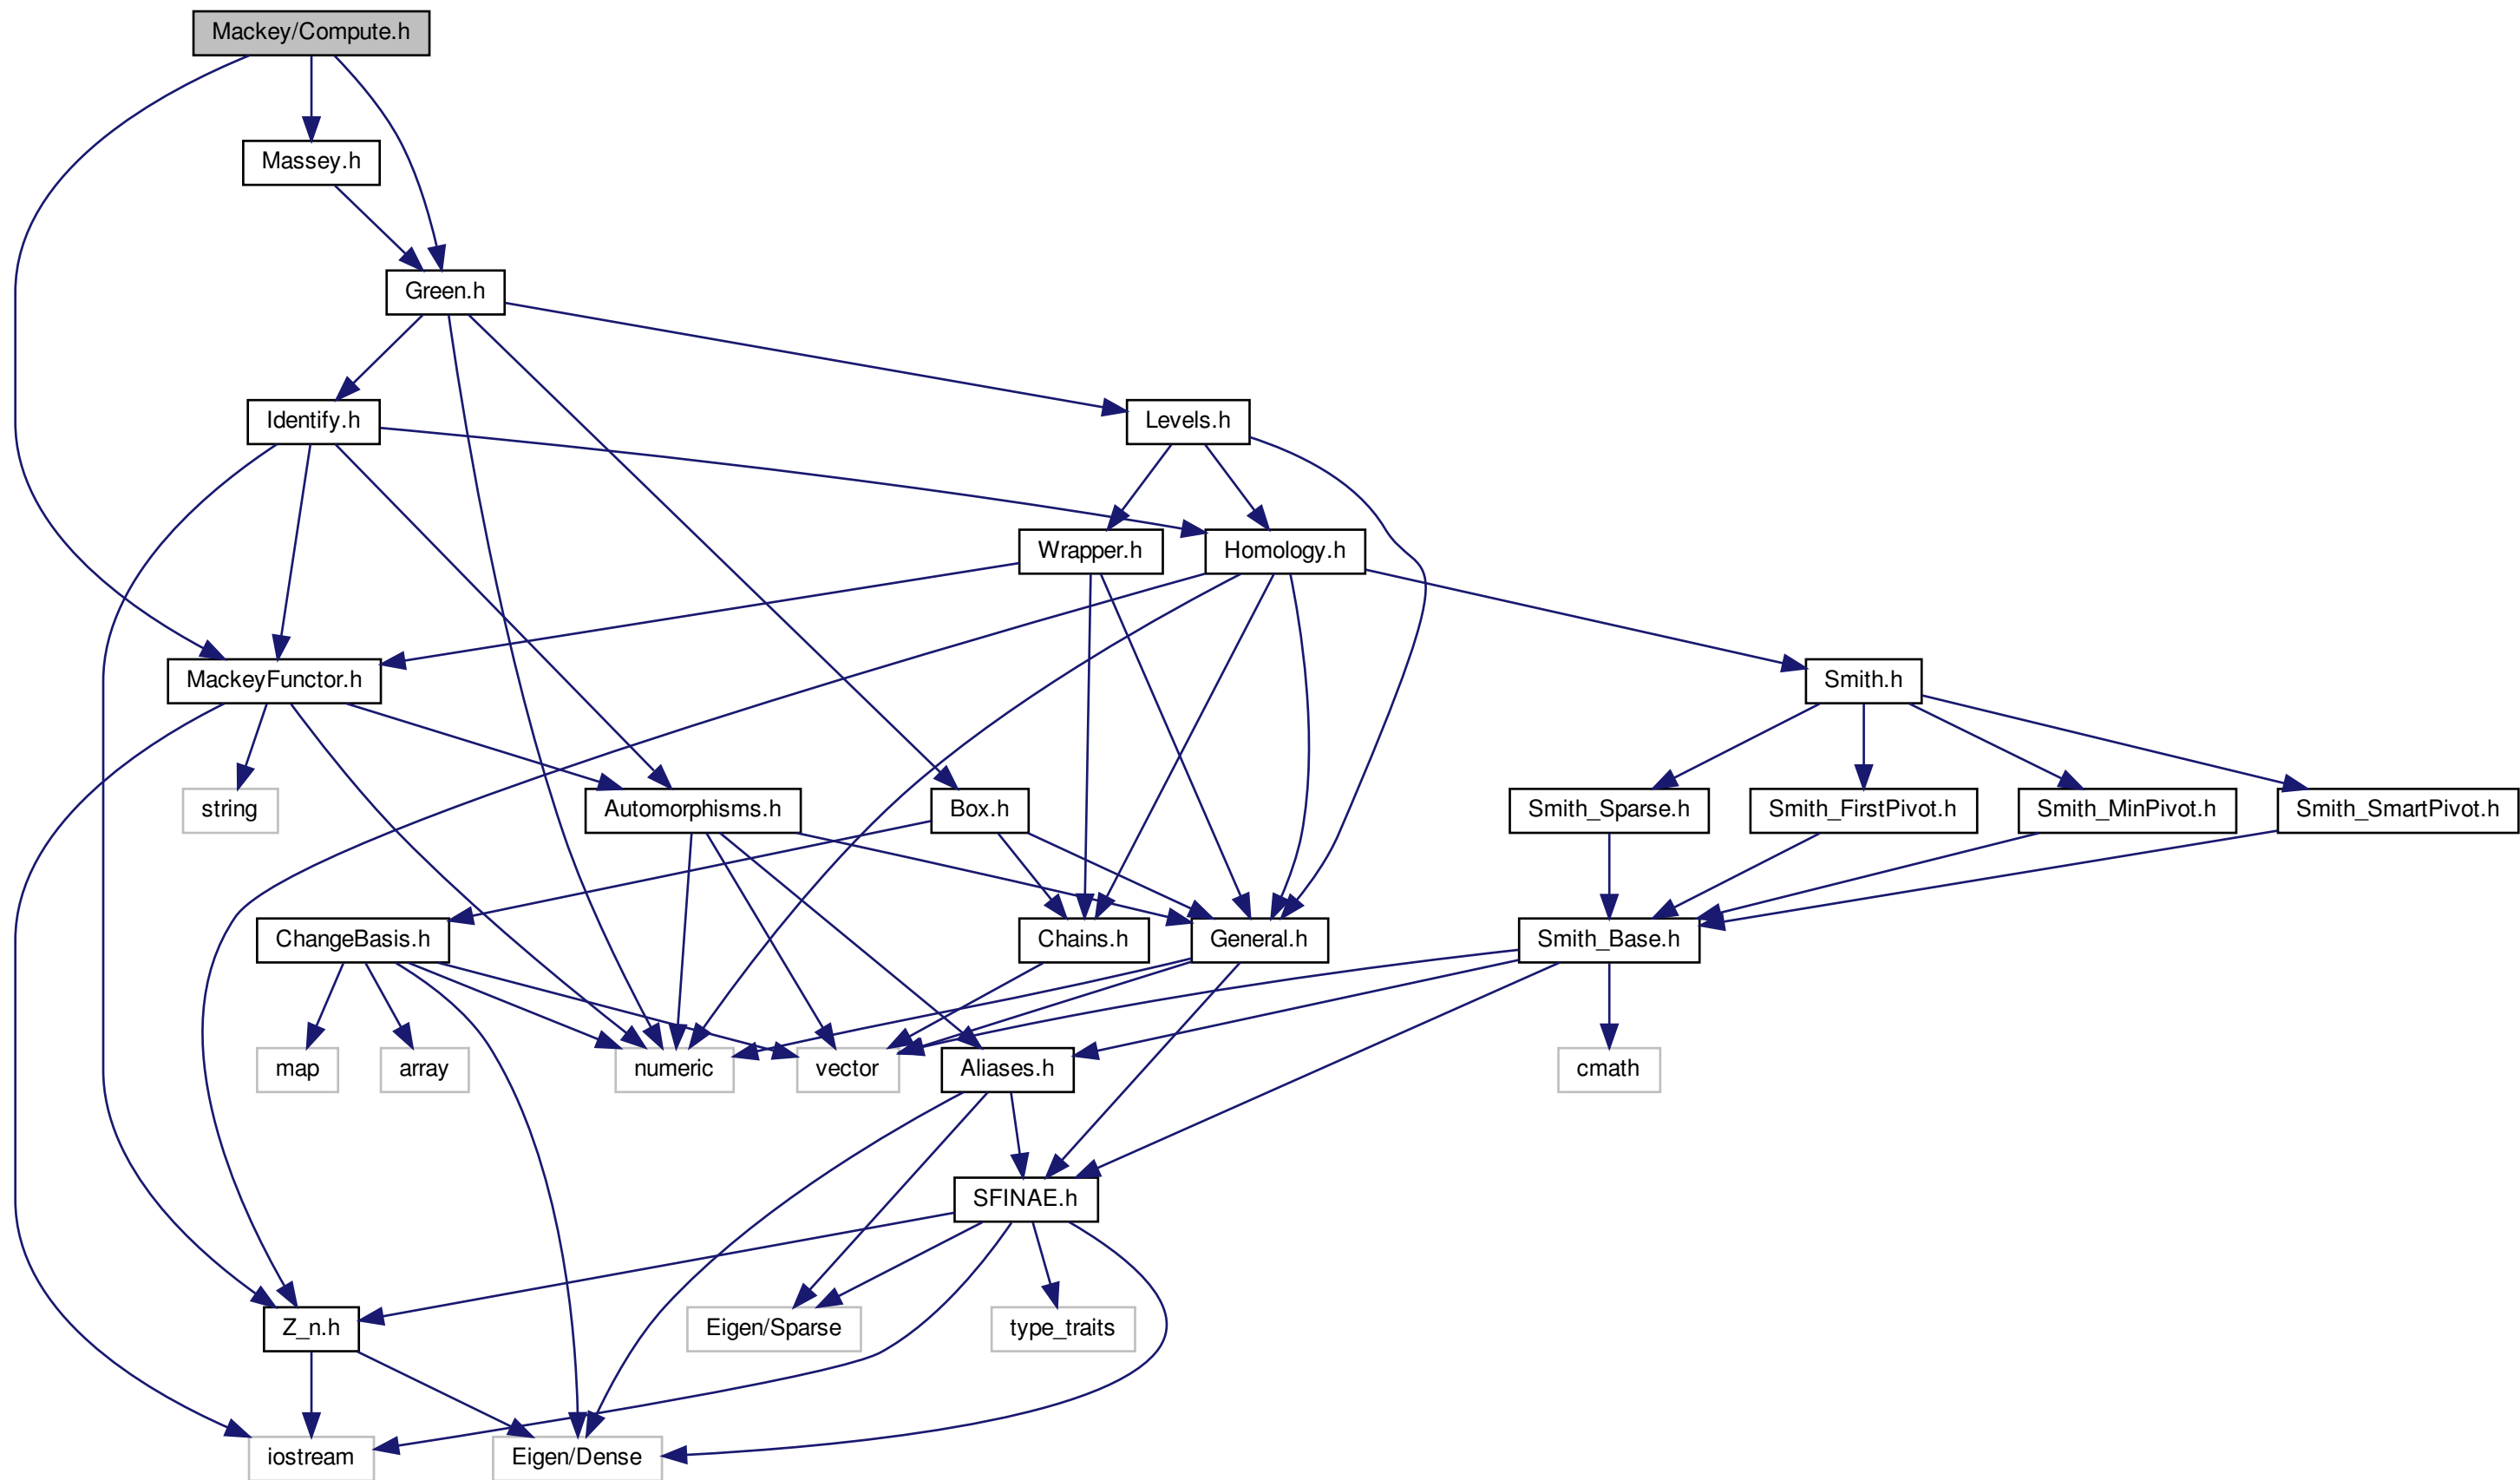 Mackey/Compute.h
Massey.h
Green.h
Identify.h
Levels.h
Wrapper.h
Homology.h
MackeyFunctor.h
Smith.h
string
Automorphisms.h
Box.h
Smith_Sparse.h
Smith_FirstPivot.h
Smith_MinPivot.h
Smith_SmartPivot.h
ChangeBasis.h
Chains.h
General.h
Smith_Base.h
map
array
numeric
vector
Aliases.h
cmath
SFINAE.h
Z_n.h
Eigen/Sparse
type_traits
iostream
Eigen/Dense